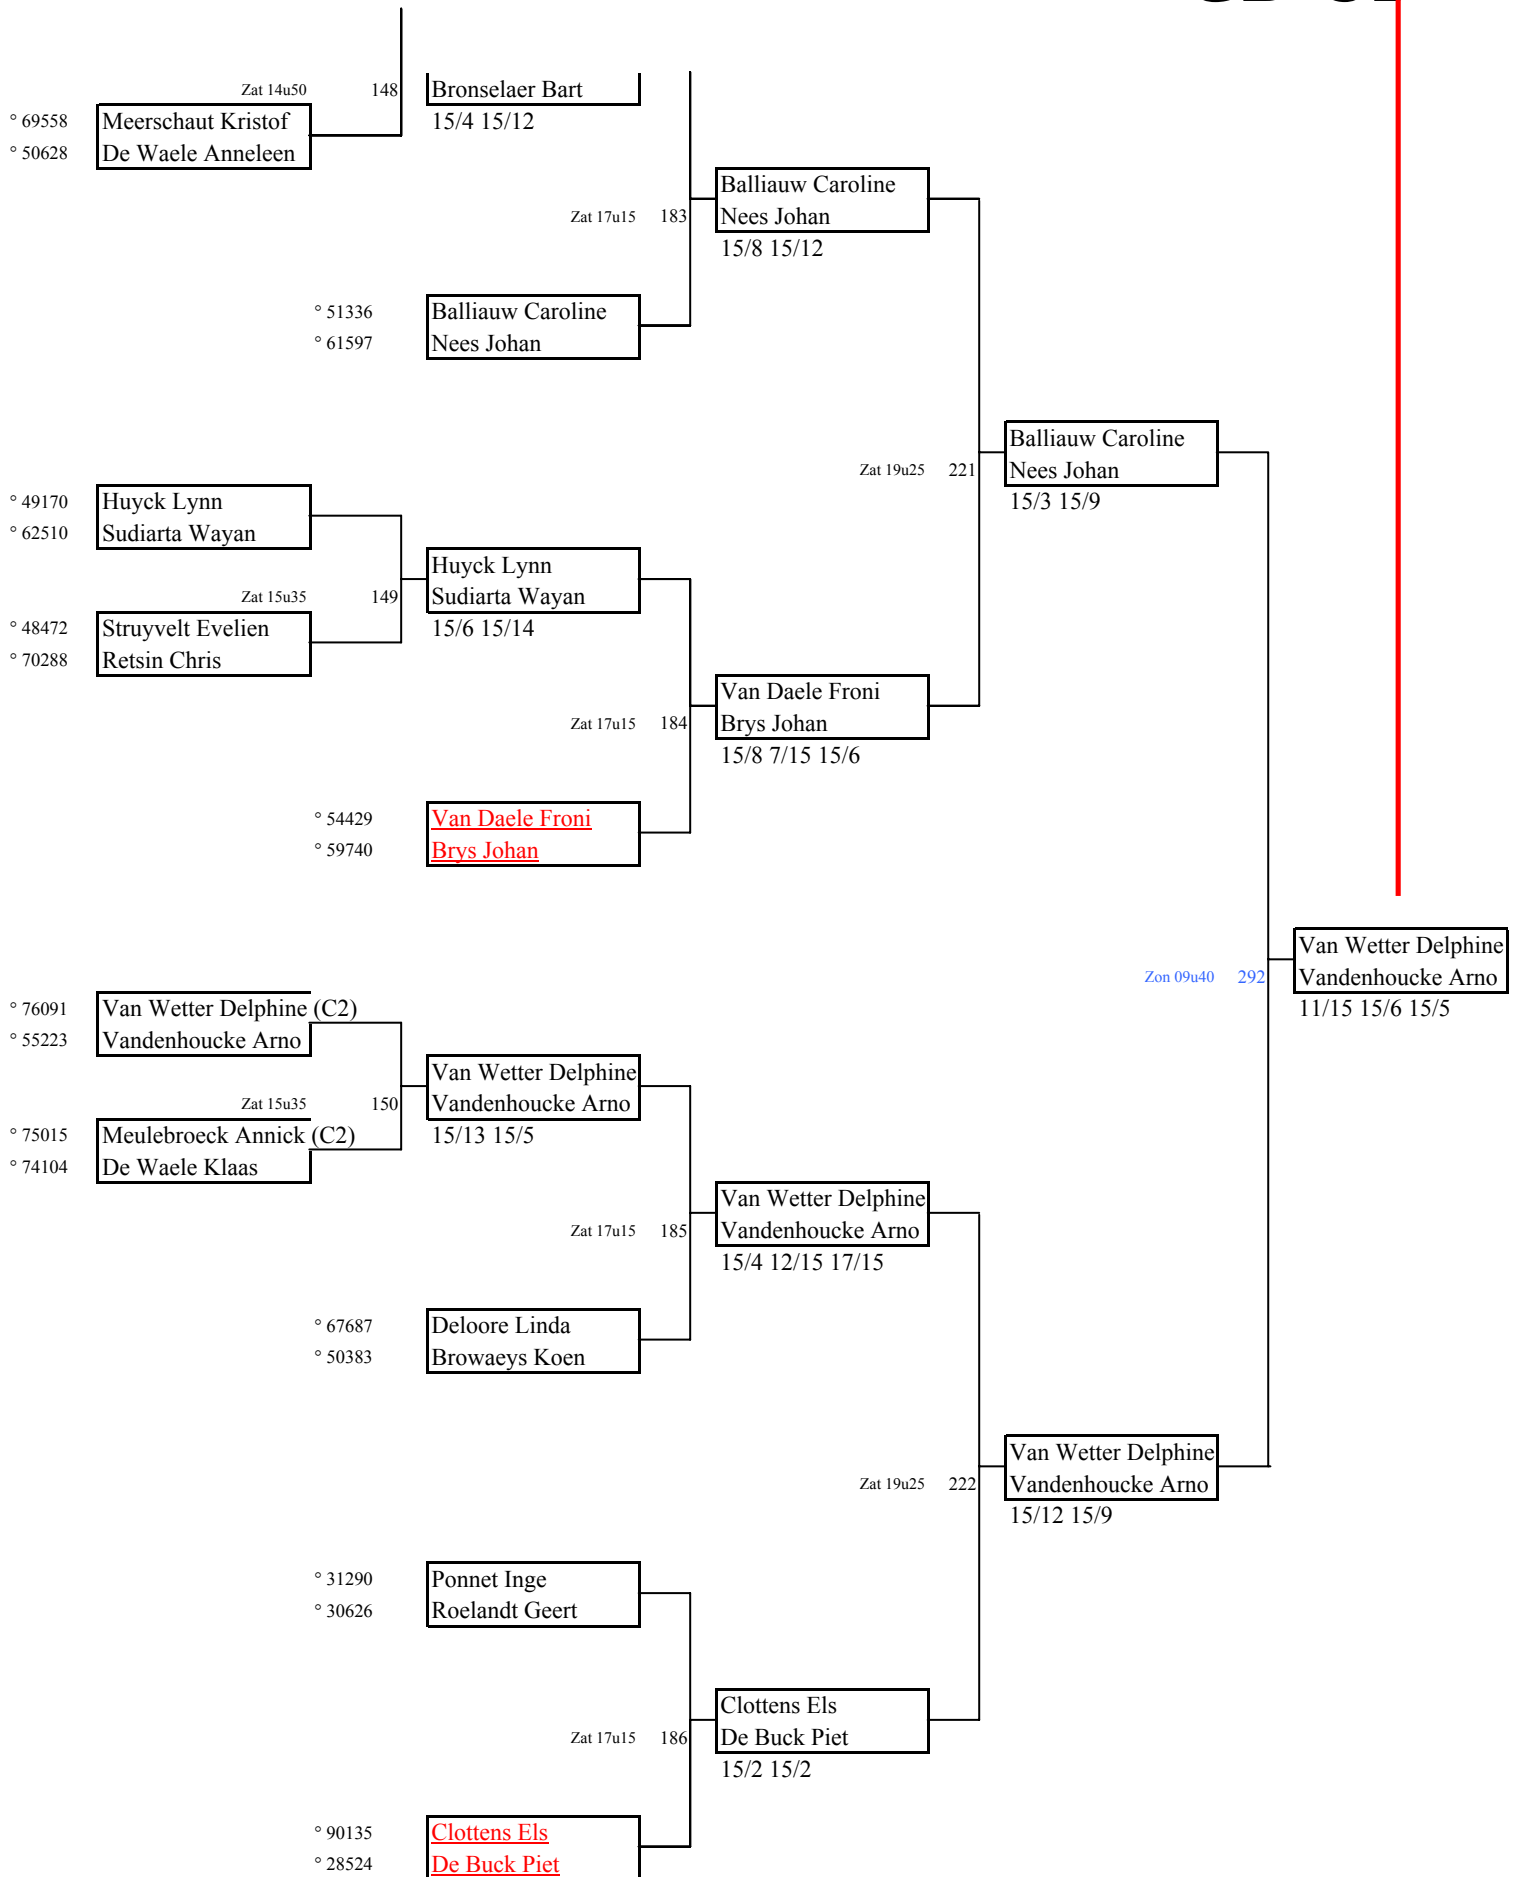 Zat 14u50 148 Bronselaer Bart
° 69558 Meerschaut Kristof 15/4 15/12
° 50628 De Waele Anneleen
Balliauw Caroline
Zat 17u15 183 Nees Johan
15/8 15/12
° 51336 Balliauw Caroline
° 61597 Nees Johan
Balliauw Caroline
Zat 19u25 221 Nees Johan
15/3 15/9
° 49170 Huyck Lynn
° 62510 Sudiarta Wayan
Huyck Lynn
Zat 15u35 149 Sudiarta Wayan
15/6 15/14
° 48472 Struyvelt Evelien
° 70288 Retsin Chris
Van Daele Froni
Zat 17u15 184 Brys Johan
15/8 7/15 15/6
° 54429 Van Daele Froni
° 59740 Brys Johan
Van Wetter Delphine
Zon 09u40 292 Vandenhoucke Arno
11/15 15/6 15/5
° 76091 Van Wetter Delphine (C2)
° 55223 Vandenhoucke Arno
Van Wetter Delphine
Zat 15u35 150 Vandenhoucke Arno
15/13 15/5
° 75015 Meulebroeck Annick (C2)
° 74104 De Waele Klaas
Van Wetter Delphine
Zat 17u15 185 Vandenhoucke Arno
15/4 12/15 17/15
° 67687 Deloore Linda
° 50383 Browaeys Koen
Van Wetter Delphine
Zat 19u25 222 Vandenhoucke Arno
15/12 15/9
° 31290 Ponnet Inge
° 30626 Roelandt Geert
Clottens Els
Zat 17u15 186 De Buck Piet
15/2 15/2
° 90135 Clottens Els
° 28524 De Buck Piet